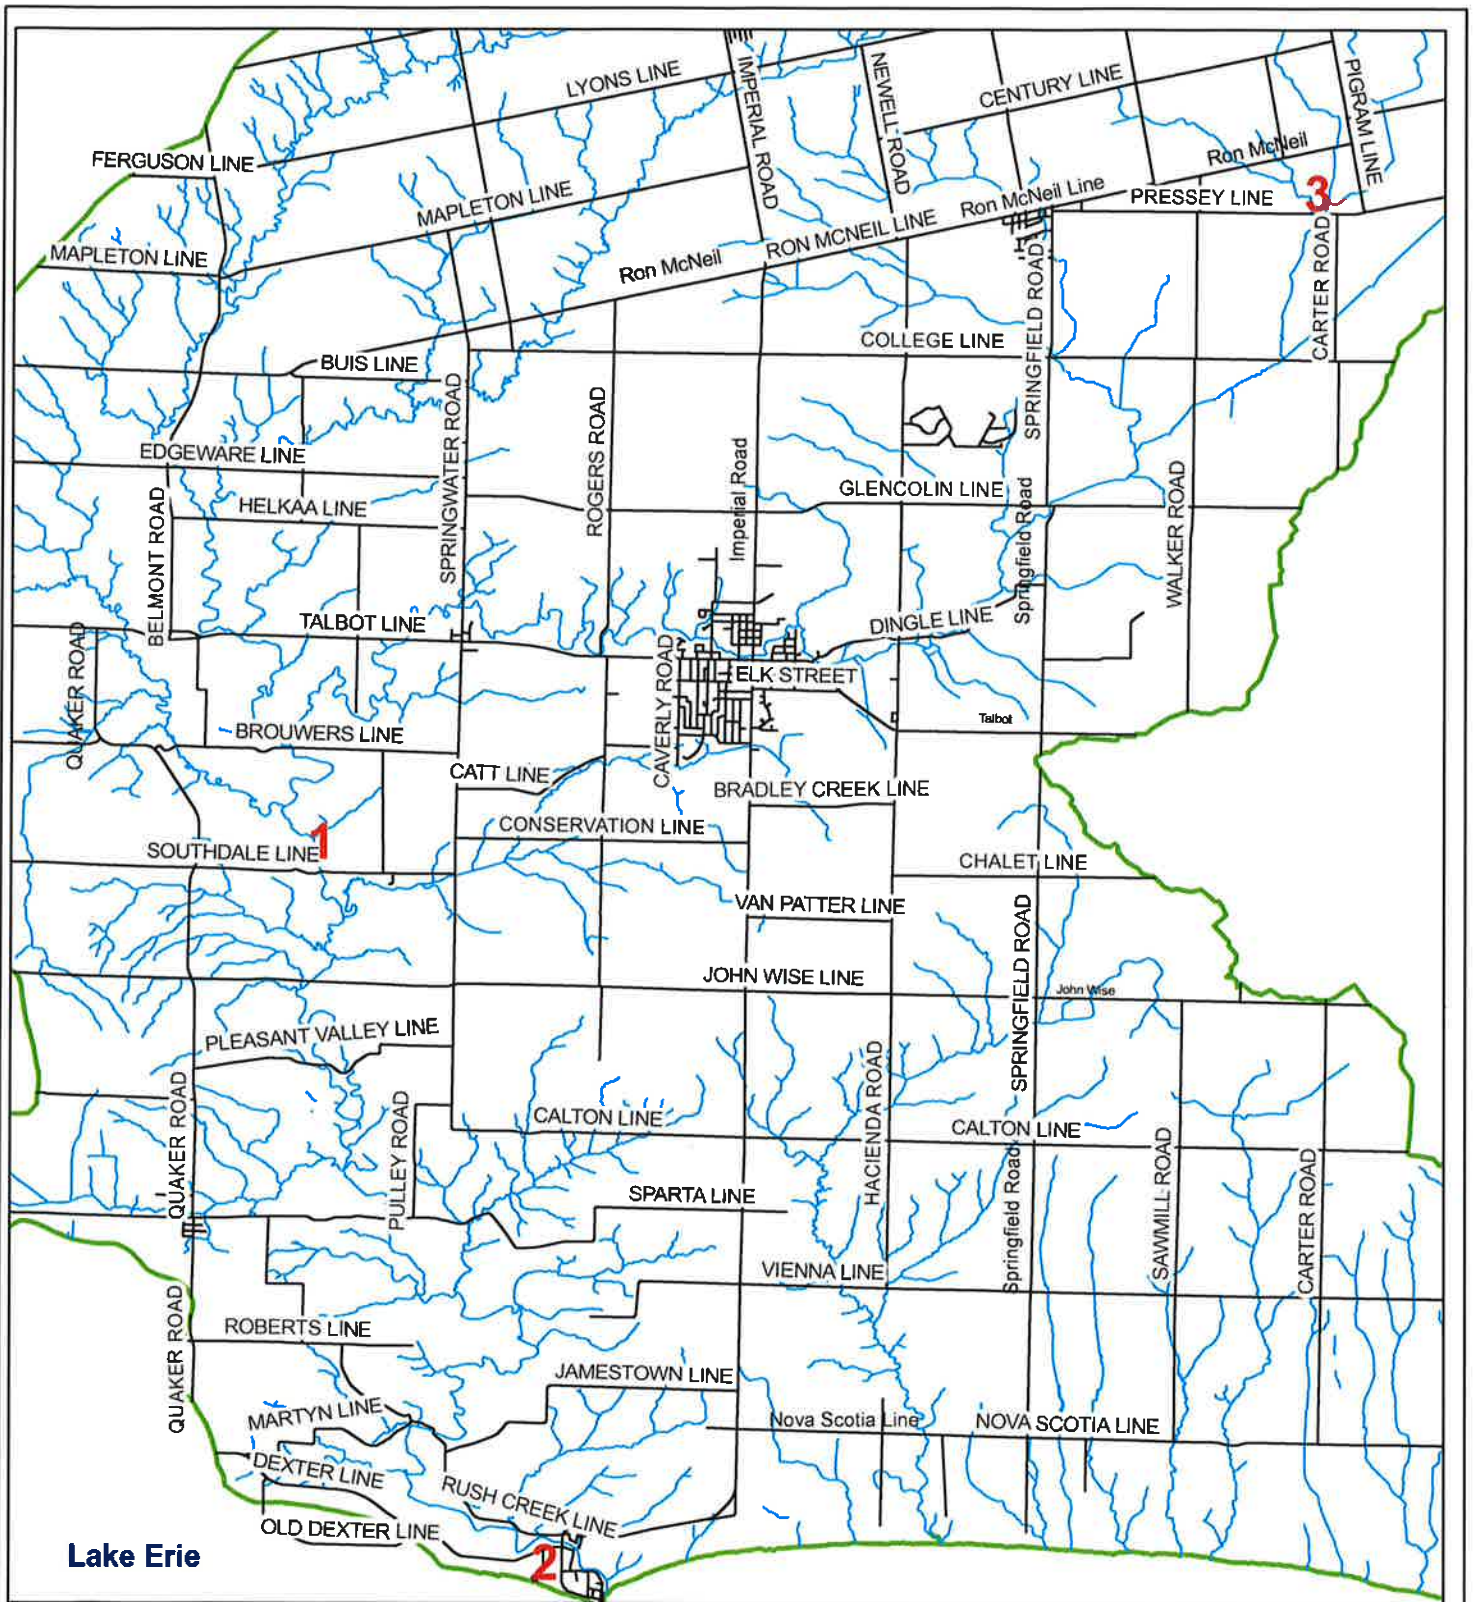 LYONS LINE
IMPERIAL ROAD
NEWELL ROAD
CENTURY LINE
PIGRAM LINE
FERGUSON LINE
Ron McNeil
MAPLETON LINE
Ron McNeil Line
PRESSEY LINE
3
MAPLETON LINE
Ron McNeil
RON MCNEIL LINE
SPRINGFIELD ROAD
CARTER ROAD
BUIS LINE
COLLEGE LINE
SPRINGWATER ROAD
ROGERS ROAD
EDGEWARE LINE
Imperial Road
GLENCOLIN LINE
Springfield Road
WALKER ROAD
HELKAA LINE
BELMONT ROAD
TALBOT LINE
DINGLE LINE
QUAKER ROAD
CAVERLY ROAD
ELK STREET
Talbot
BROUWERS LINE
CATT LINE
BRADLEY CREEK LINE
CONSERVATION LINE
1
SOUTHDALE LINE
CHALET LINE
VAN PATTER LINE
SPRINGFIELD ROAD
JOHN WISE LINE
John Wise
PLEASANT VALLEY LINE
HACIENDA ROAD
QUAKER ROAD
PULLEY ROAD
CALTON LINE
CALTON LINE
SPARTA LINE
Springfield Road
SAWMILL ROAD
CARTER ROAD
VIENNA LINE
QUAKER ROAD
ROBERTS LINE
JAMESTOWN LINE
MARTYN LINE
Nova Scotia Line
NOVA SCOTIA LINE
DEXTER LINE
RUSH CREEK LINE
OLD DEXTER LINE
Lake Erie
2